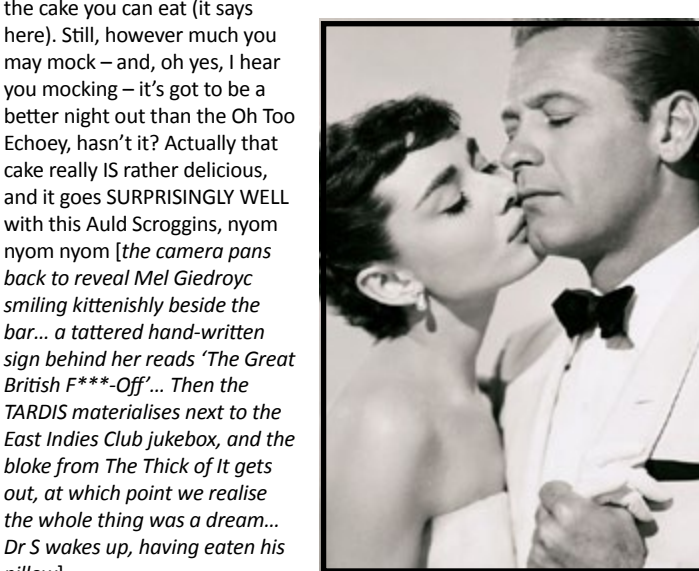 the cake you can eat (it says
here). Still, however much you
may mock – and, oh yes, I hear
you mocking – it's got to be a
better night out than the Oh Too
Echoey, hasn't it? Actually that
cake really IS rather delicious,
and it goes SURPRISINGLY WELL
with this Auld Scroggins, nyom
nyom nyom [the camera pans
back to reveal Mel Giedroyc
smiling kittenishly beside the
bar... a tattered hand-written
sign behind her reads 'The Great
British F***-Off'... Then the
TARDIS materialises next to the
East Indies Club jukebox, and the
bloke from The Thick of It gets
out, at which point we realise
the whole thing was a dream...
Dr S wakes up, having eaten his